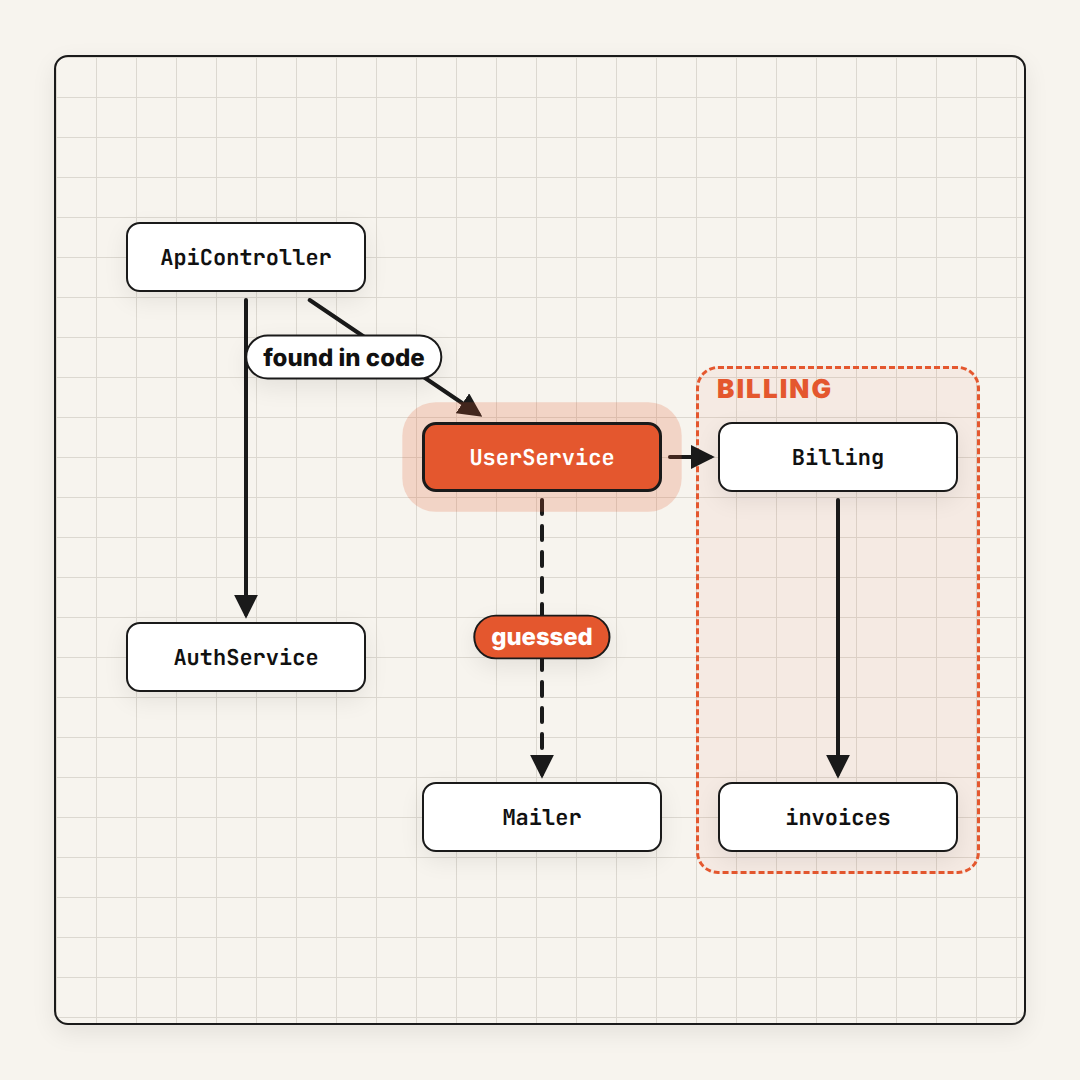 ApiController
found in code
BILLING
UserService
Billing
guessed
AuthService
Mailer
invoices